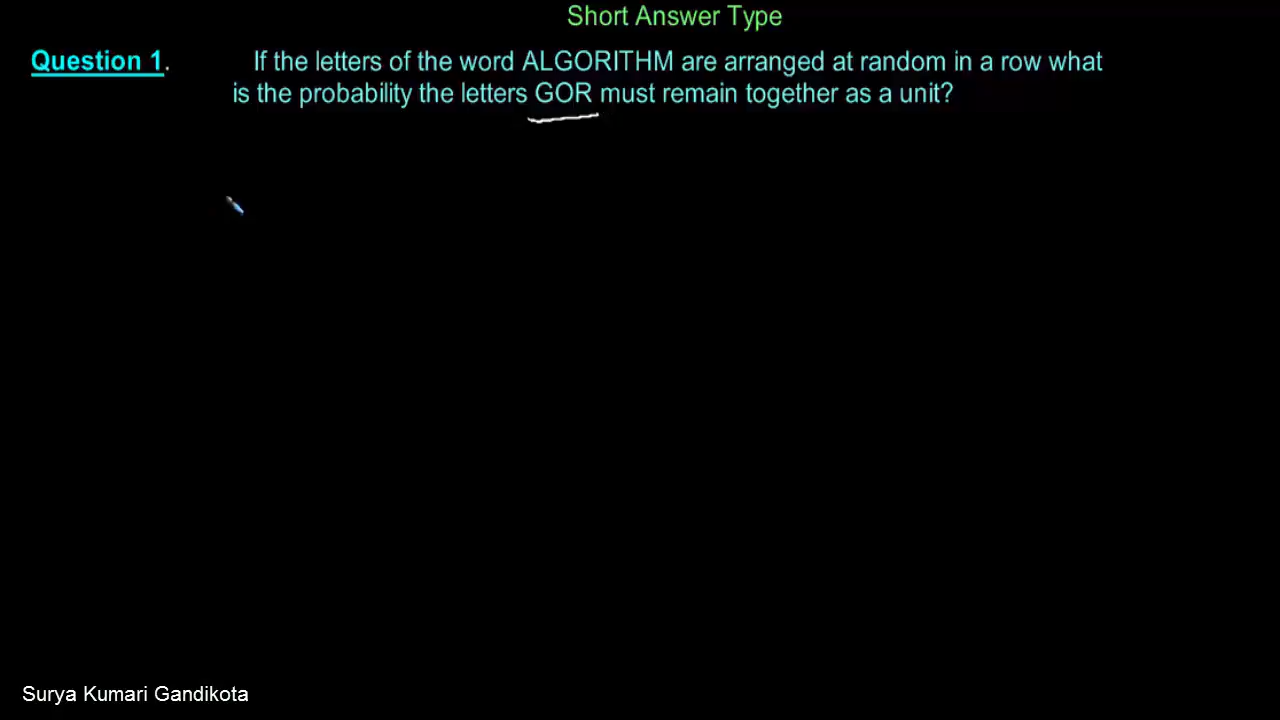 Short Answer Type
Question 1. If the letters of the word ALGORITHM are arranged at random in a row what
is the probability the letters GOR must remain together as a unit?
Surya Kumari Gandikota